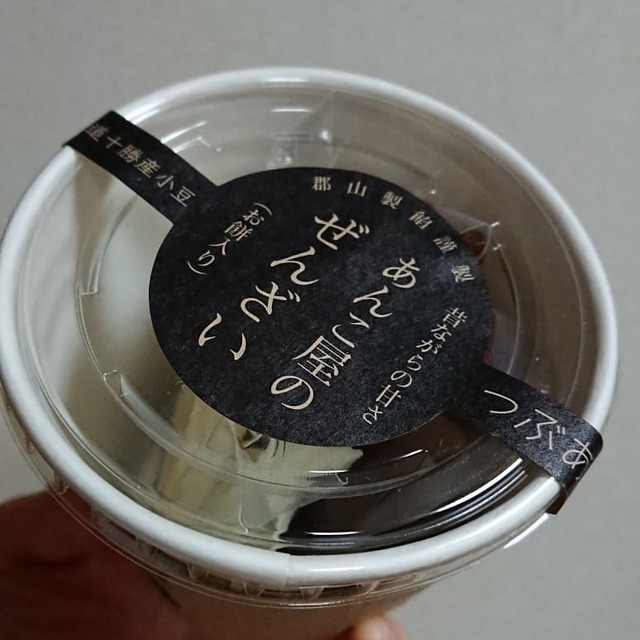 道十勝産小豆
郡山製餡謹製
昔ながらの甘さ
あんこ屋の
ぜんざい
(お餅入り)
つぶあ